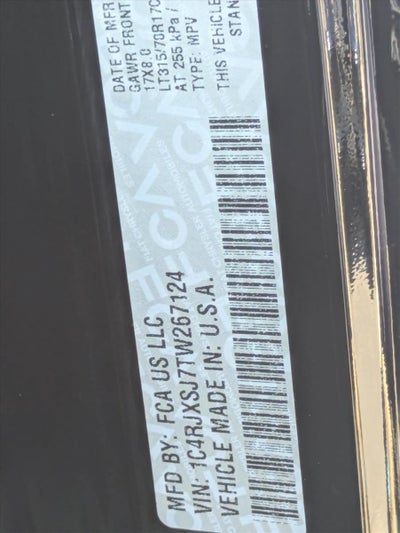 MFD BY: FCA US LLC
VIN: 1C4RJXSJ7TW267124
VEHICLE MADE IN: U.S.A.
DATE OF MFR
GAWR FRONT
17X8.0
LT315/70R17C
AT 255 kPa /
TYPE: MPV
THIS VEHICLE
STAN